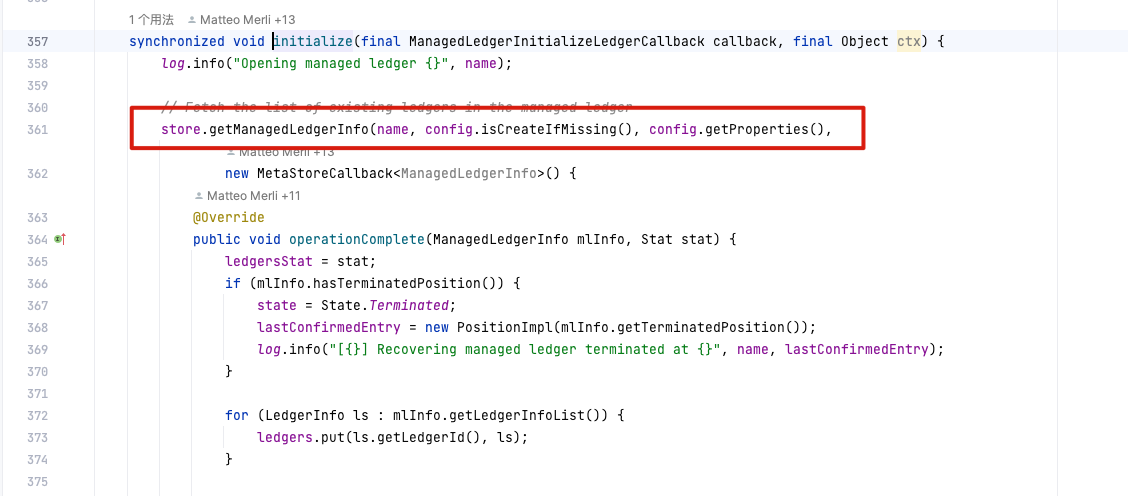 1 个用法 Matteo Merli +13
357 synchronized void initialize(final ManagedLedgerInitializeLedgerCallback callback, final Object ctx) {
358 log.info("Opening managed ledger {}", name);
359
360 // Fetch the list of existing ledgers in the managed ledger
361 store.getManagedLedgerInfo(name, config.isCreateIfMissing(), config.getProperties(),
Matteo Merli +13
362 new MetaStoreCallback<ManagedLedgerInfo>() {
Matteo Merli +11
363 @Override
364 public void operationComplete(ManagedLedgerInfo mlInfo, Stat stat) {
365 ledgersStat = stat;
366 if (mlInfo.hasTerminatedPosition()) {
367 state = State.Terminated;
368 lastConfirmedEntry = new PositionImpl(mlInfo.getTerminatedPosition());
369 log.info("[{}] Recovering managed ledger terminated at {}", name, lastConfirmedEntry);
370 }
371
372 for (LedgerInfo ls : mlInfo.getLedgerInfoList()) {
373 ledgers.put(ls.getLedgerId(), ls);
374 }
375